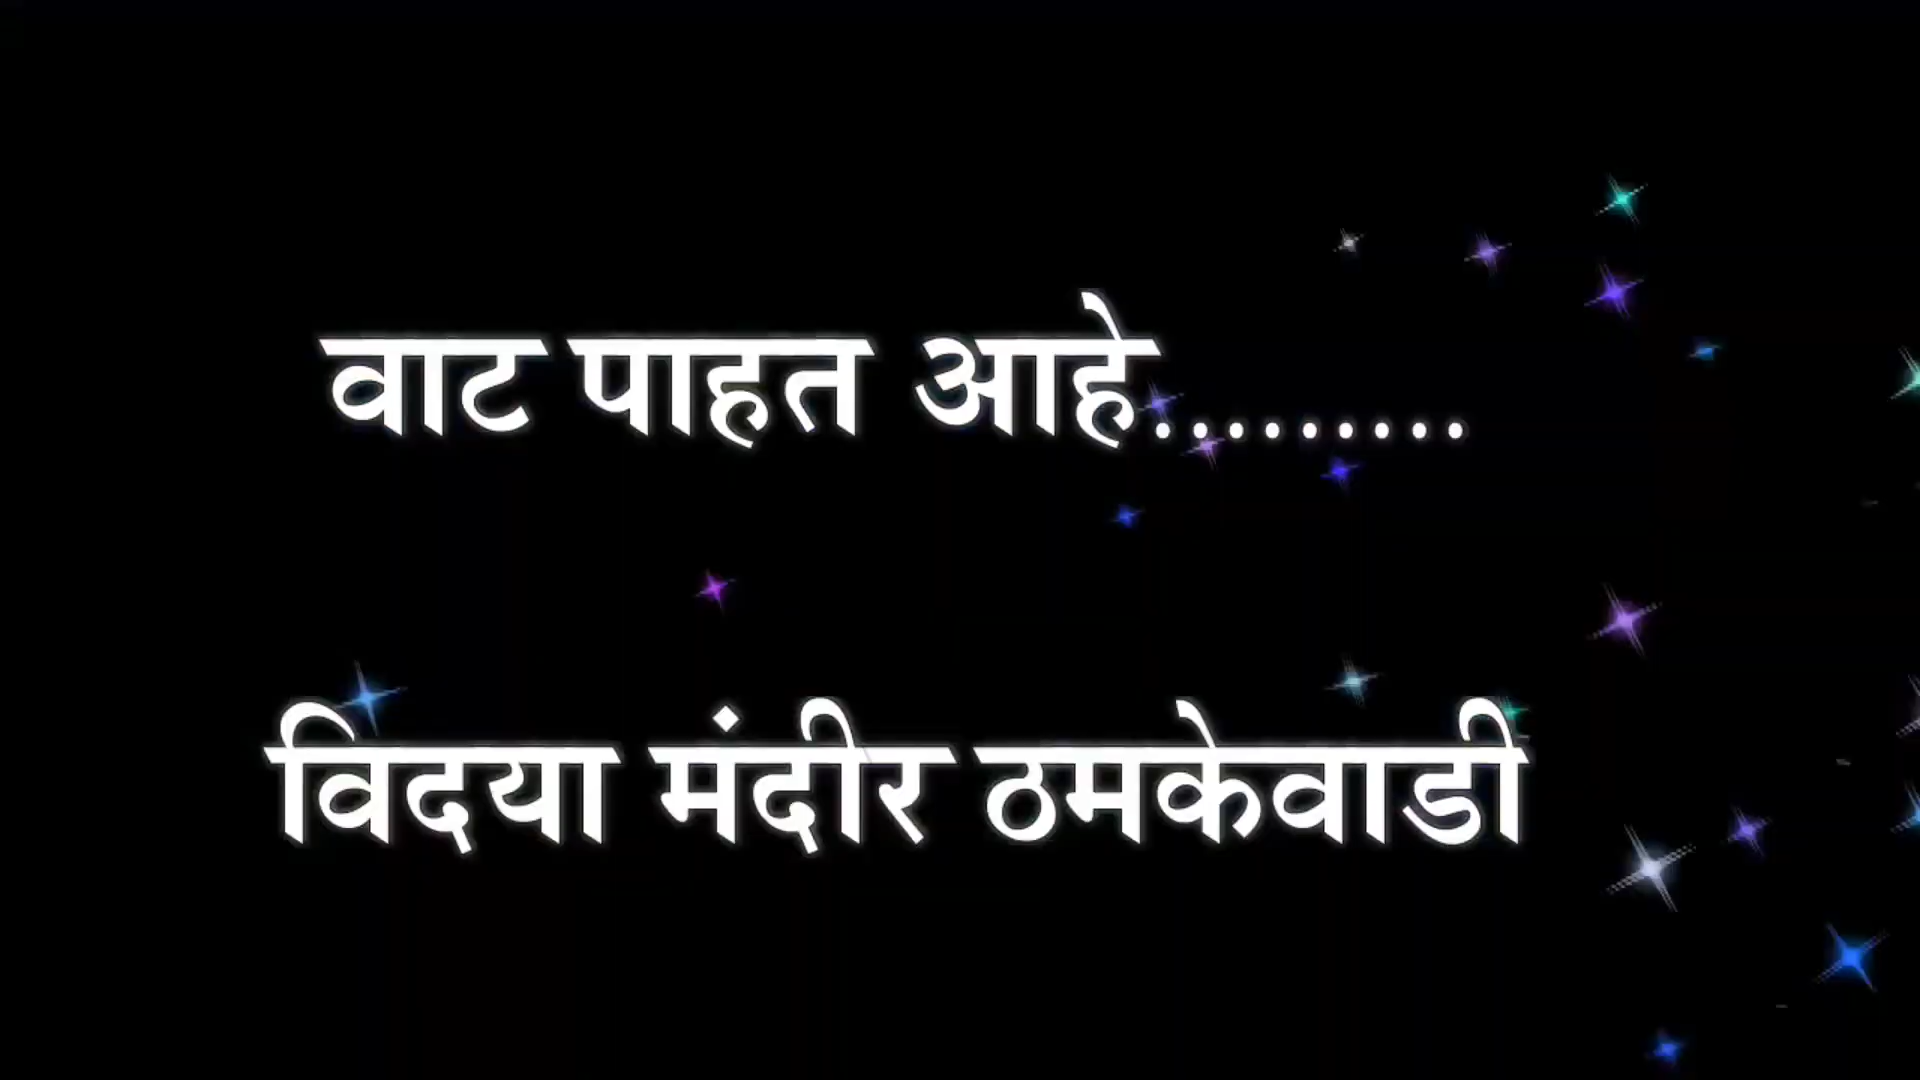 वाट पाहत आहे.........
विदया मंदीर ठमकेवाडी